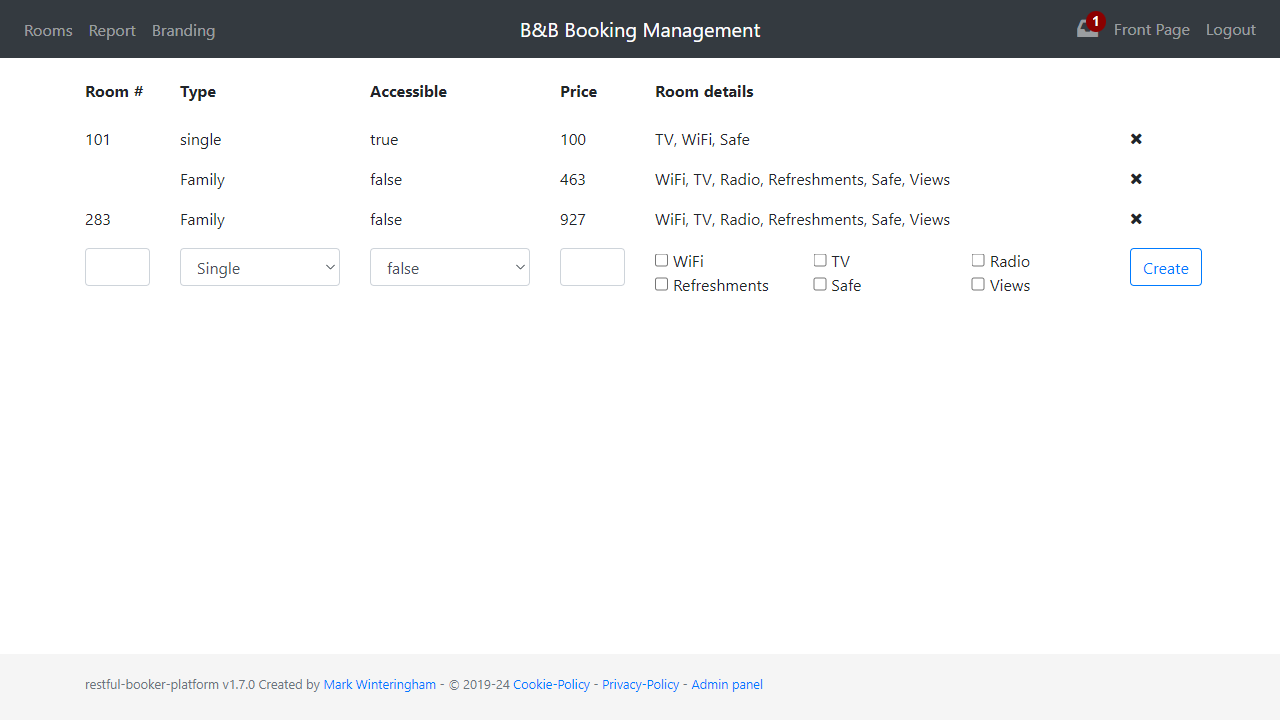 Rooms Report Branding B&B Booking Management 1 Front Page Logout
Room # Type Accessible Price Room details
101 single true 100 TV, WiFi, Safe
Family false 463 WiFi, TV, Radio, Refreshments, Safe, Views
283 Family false 927 WiFi, TV, Radio, Refreshments, Safe, Views
Single false WiFi TV Radio Create
Refreshments Safe Views
restful-booker-platform v1.7.0 Created by Mark Winteringham - © 2019-24 Cookie-Policy - Privacy-Policy - Admin panel